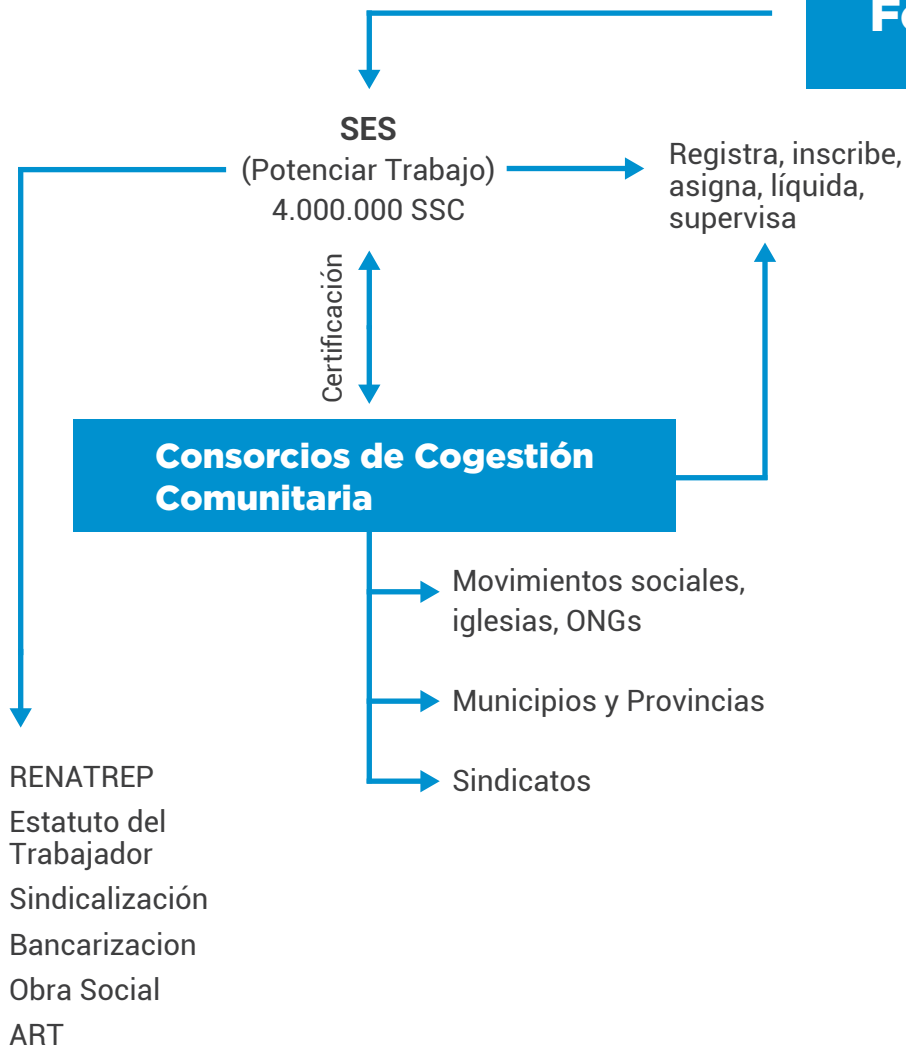 SES
(Potenciar Trabajo)
4.000.000 SSC
Registra, inscribe,
asigna, líquida,
supervisa
Certificación
Consorcios de Cogestión
Comunitaria
Movimientos sociales,
iglesias, ONGs
Municipios y Provincias
Sindicatos
RENATREP
Estatuto del
Trabajador
Sindicalización
Bancarizacion
Obra Social
ART